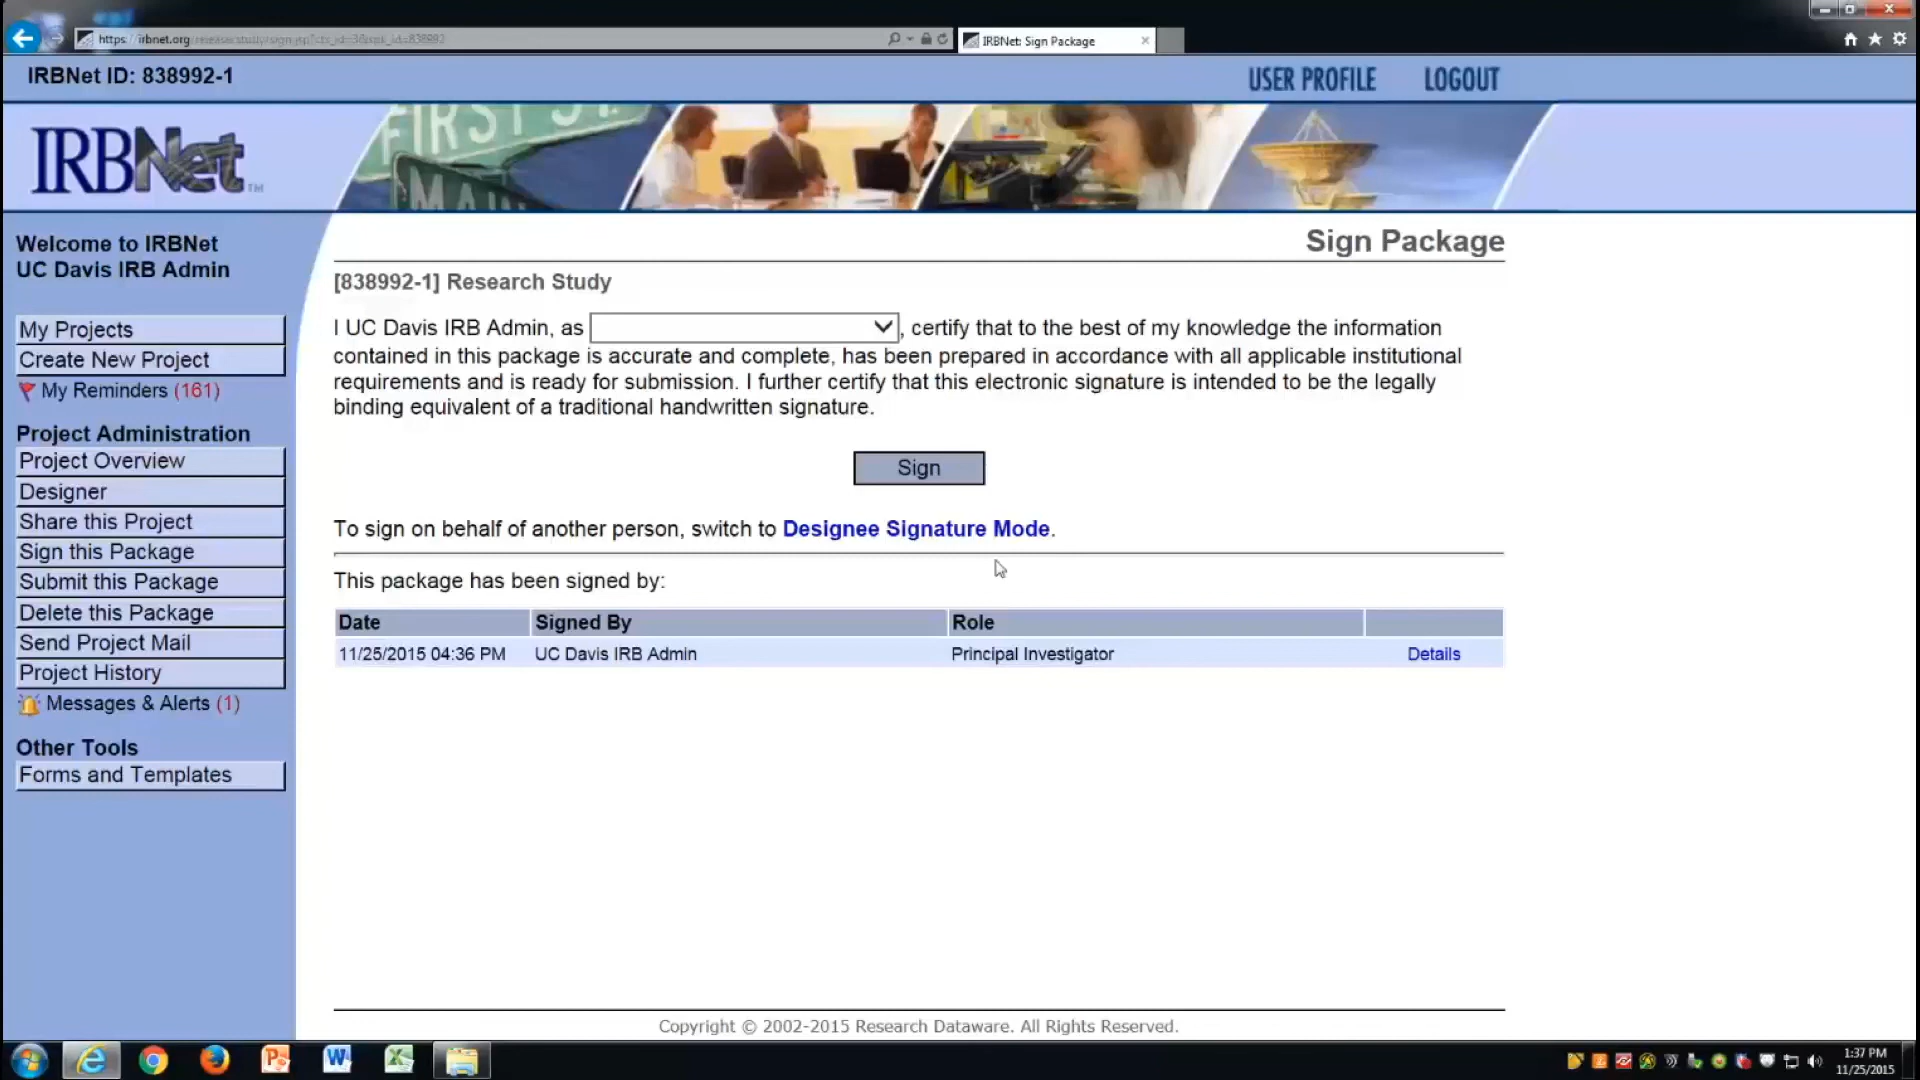 https://irbnet.org
IRBNet: Sign Package
IRBNet ID: 838992-1
USER PROFILE
LOGOUT
IRBNet TM
FIRST ST.
MAIN
Welcome to IRBNet
UC Davis IRB Admin
My Projects
Create New Project
My Reminders (161)
Project Administration
Project Overview
Designer
Share this Project
Sign this Package
Submit this Package
Delete this Package
Send Project Mail
Project History
Messages & Alerts (1)
Other Tools
Forms and Templates
Sign Package
[838992-1] Research Study
I UC Davis IRB Admin, as , certify that to the best of my knowledge the information
contained in this package is accurate and complete, has been prepared in accordance with all applicable institutional
requirements and is ready for submission. I further certify that this electronic signature is intended to be the legally
binding equivalent of a traditional handwritten signature.
Sign
To sign on behalf of another person, switch to Designee Signature Mode.
This package has been signed by:
Date Signed By Role
11/25/2015 04:36 PM UC Davis IRB Admin Principal Investigator Details
Copyright © 2002-2015 Research Dataware. All Rights Reserved.
1:37 PM
11/25/2015